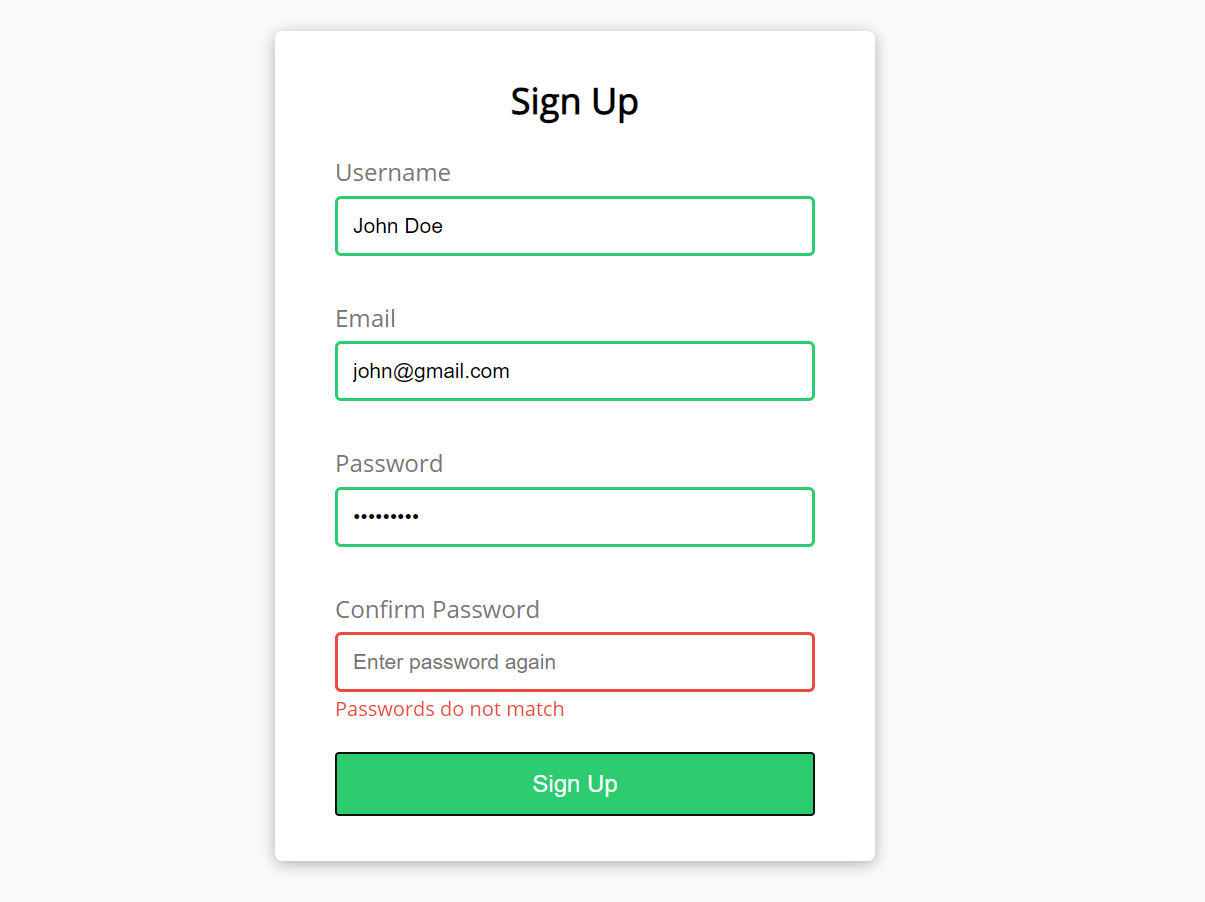 Sign Up
Username
John Doe
Email
john@gmail.com
Password
•••••••••
Confirm Password
Enter password again
Passwords do not match
Sign Up